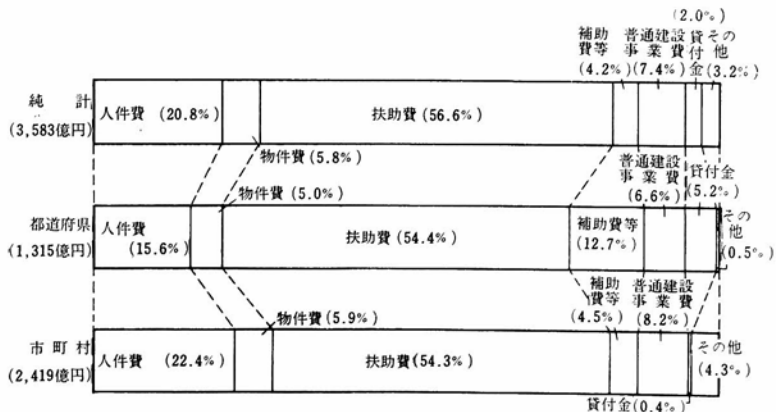 (2.0%)
補助費等
(4.2%)
普通建設事業費
(7.4%)
貸付金
その他
(3.2%)
純計
(3,583億円)
人件費 (20.8%)
扶助費 (56.6%)
物件費 (5.8%)
物件費 (5.0%)
普通建設事業費
(6.6%)
貸付金
(5.2%)
都道府県
(1,315億円)
人件費
(15.6%)
扶助費 (54.4%)
補助費等
(12.7%)
その他
(0.5%)
物件費 (5.9%)
補助費等
(4.5%)
普通建設事業費
(8.2%)
市町村
(2,419億円)
人件費 (22.4%)
扶助費 (54.3%)
その他
(4.3%)
貸付金 (0.4%)